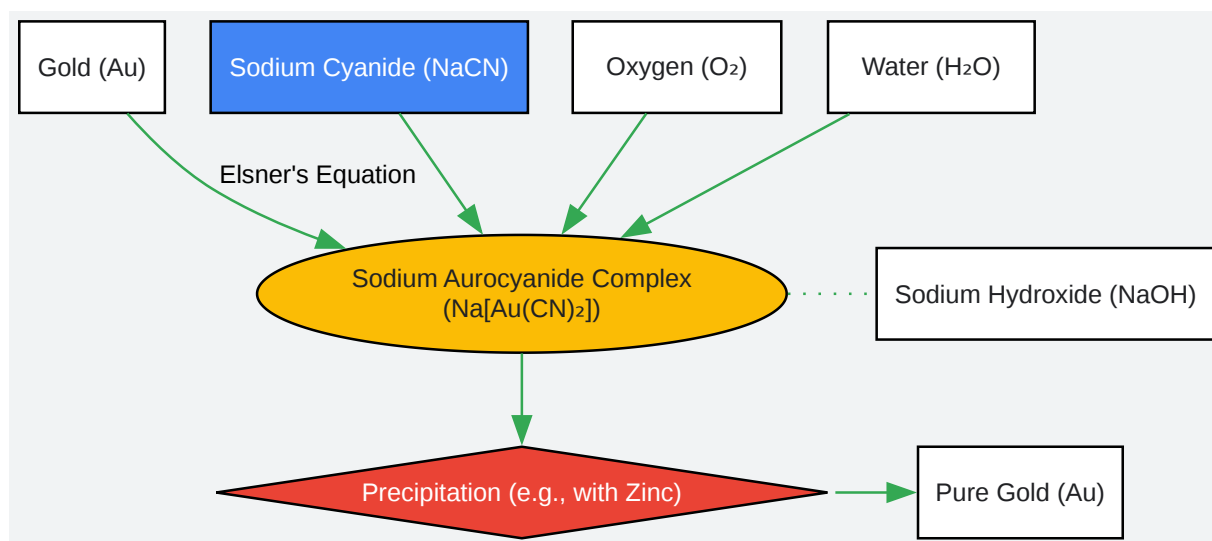 Gold (Au)
Sodium Cyanide (NaCN)
Oxygen (O₂)
Water (H₂O)
Elsner's Equation
Sodium Aurocyanide Complex
(Na[Au(CN)₂])
Sodium Hydroxide (NaOH)
Precipitation (e.g., with Zinc)
Pure Gold (Au)